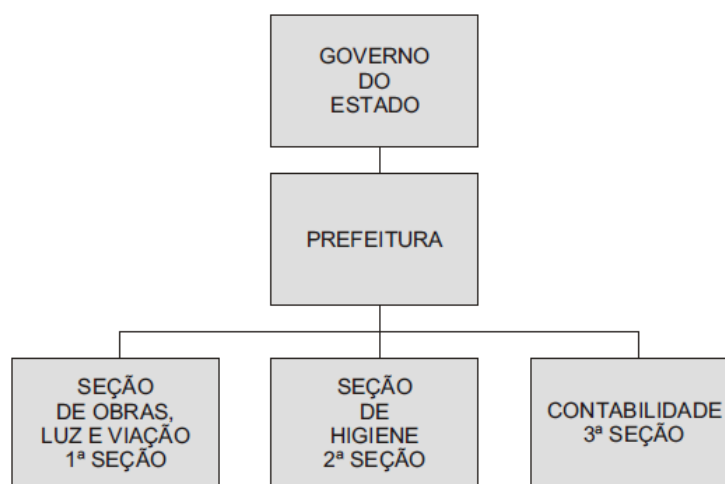 GOVERNO
DO
ESTADO
PREFEITURA
SEÇÃO
DE OBRAS,
LUZ E VIAÇÃO
1ª SEÇÃO
SEÇÃO
DE
HIGIENE
2ª SEÇÃO
CONTABILIDADE
3ª SEÇÃO